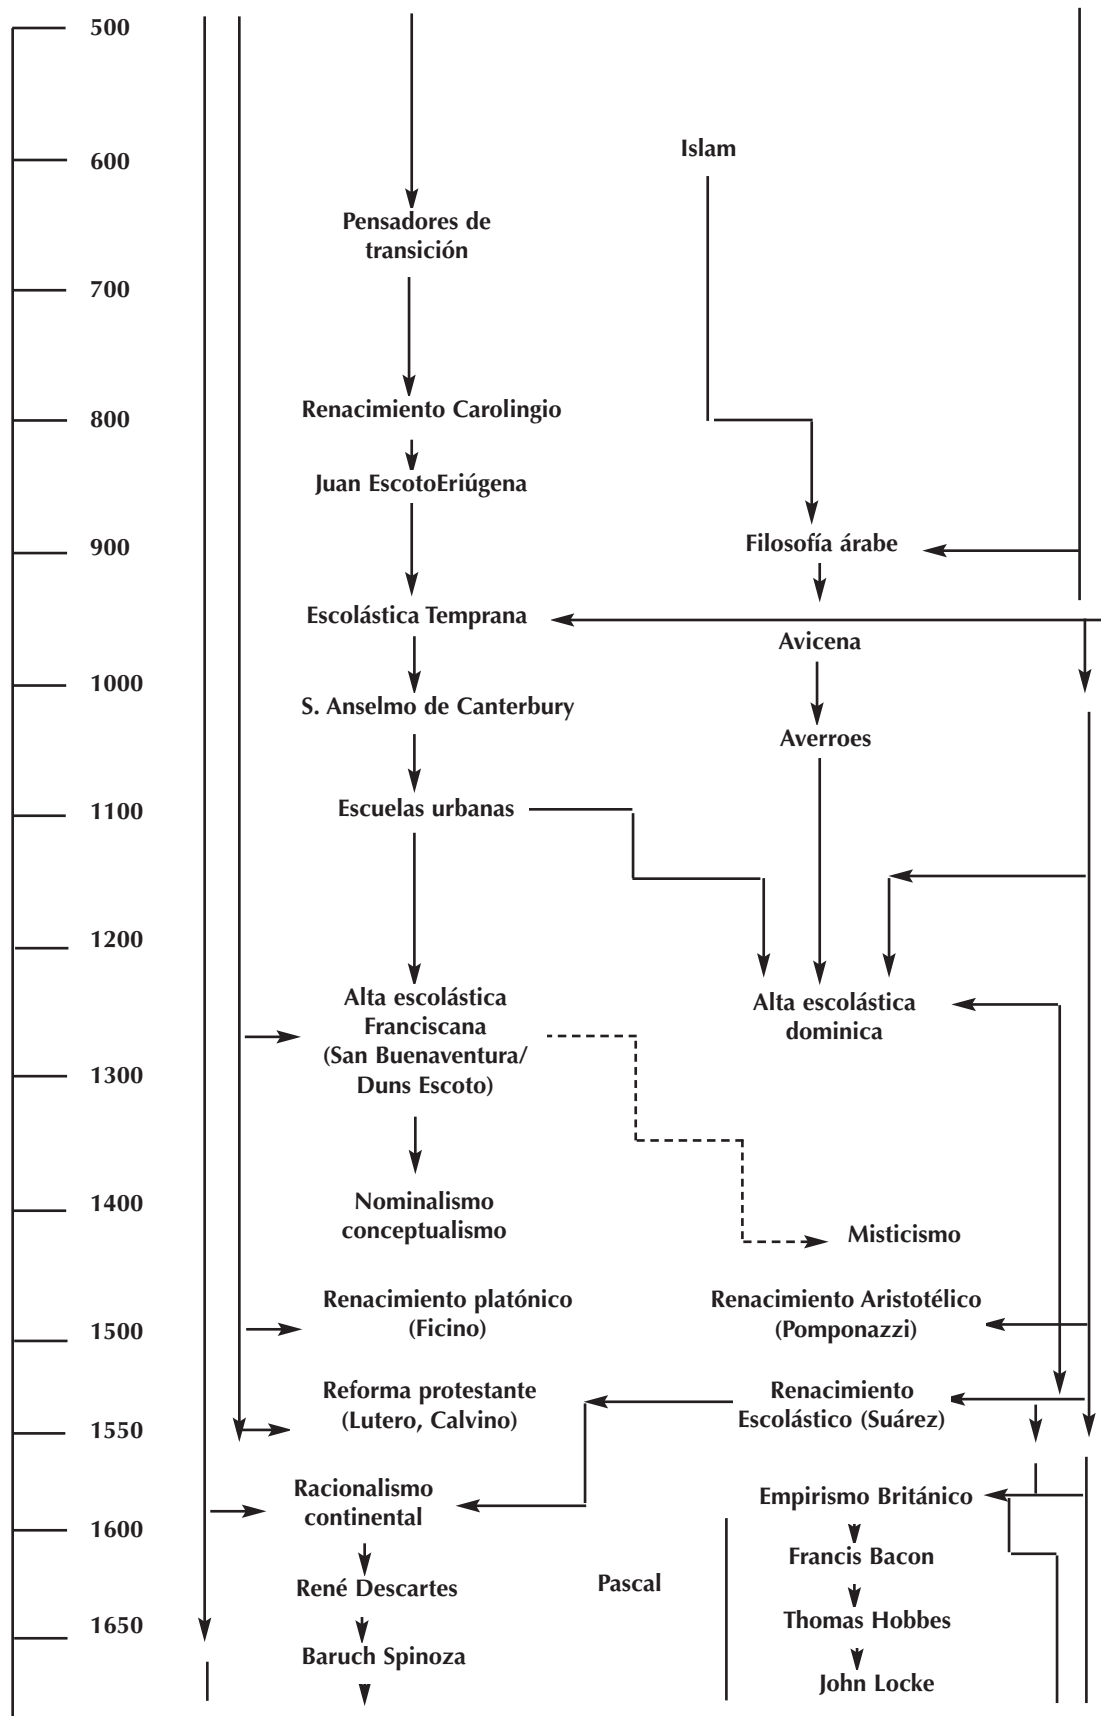 500
600
Islam
Pensadores de
transición
700
Renacimiento Carolingio
800
Juan EscotoEriúgena
Filosofía árabe
900
Escolástica Temprana
Avicena
1000
S. Anselmo de Canterbury
Averroes
Escuelas urbanas
1100
1200
Alta escolástica
Franciscana
(San Buenaventura/
Duns Escoto)
Alta escolástica
dominica
1300
Nominalismo
conceptualismo
1400
Misticismo
Renacimiento platónico
(Ficino)
Renacimiento Aristotélico
(Pomponazzi)
1500
Reforma protestante
(Lutero, Calvino)
Renacimiento
Escolástico (Suárez)
1550
Racionalismo
continental
Empirismo Británico
1600
Francis Bacon
René Descartes
Pascal
Thomas Hobbes
1650
Baruch Spinoza
John Locke